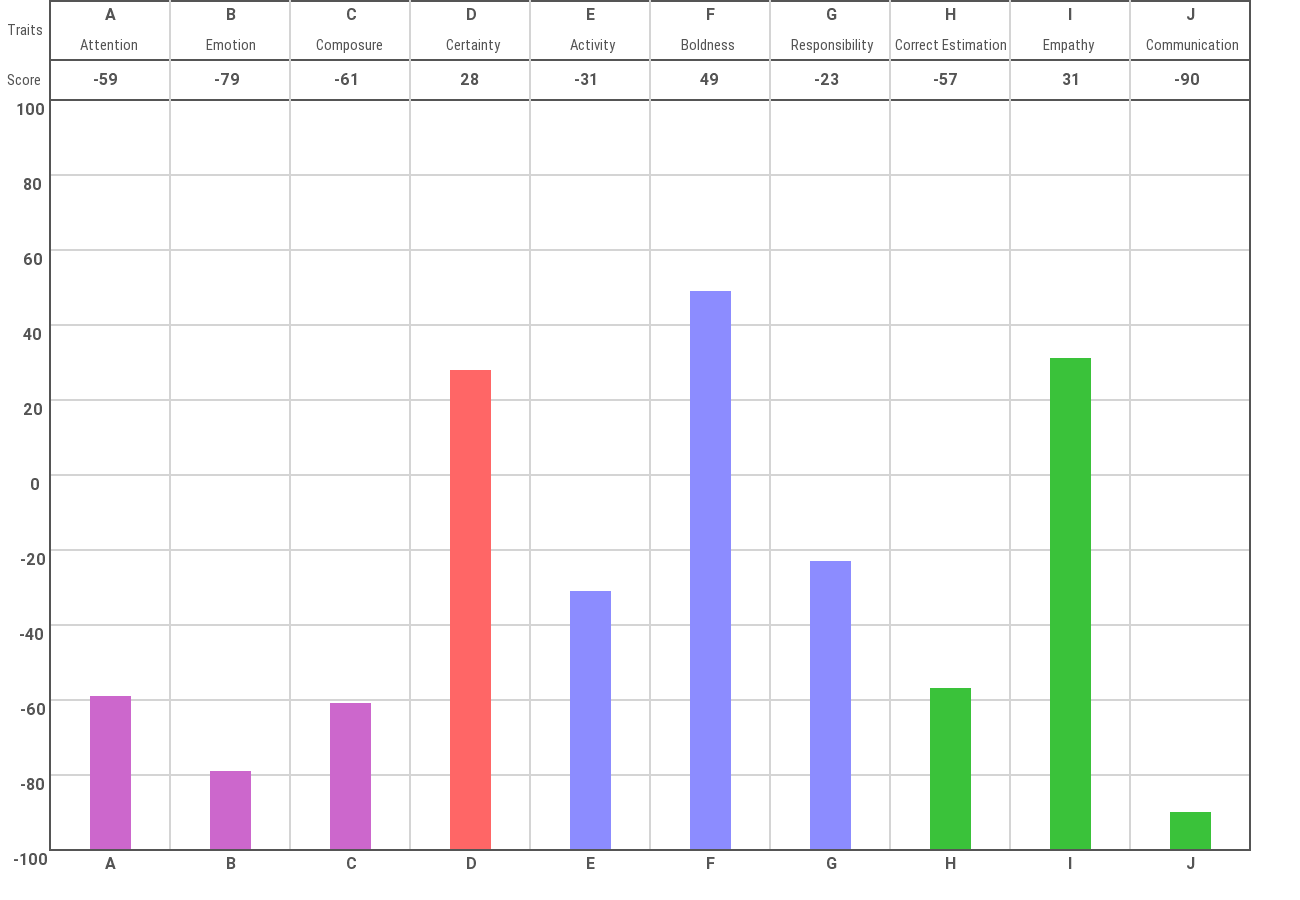 Traits A B C D E F G H I J
Attention Emotion Composure Certainty Activity Boldness Responsibility Correct Estimation Empathy Communication
Score -59 -79 -61 28 -31 49 -23 -57 31 -90
100
80
60
40
20
0
-20
-40
-60
-80
-100
A B C D E F G H I J